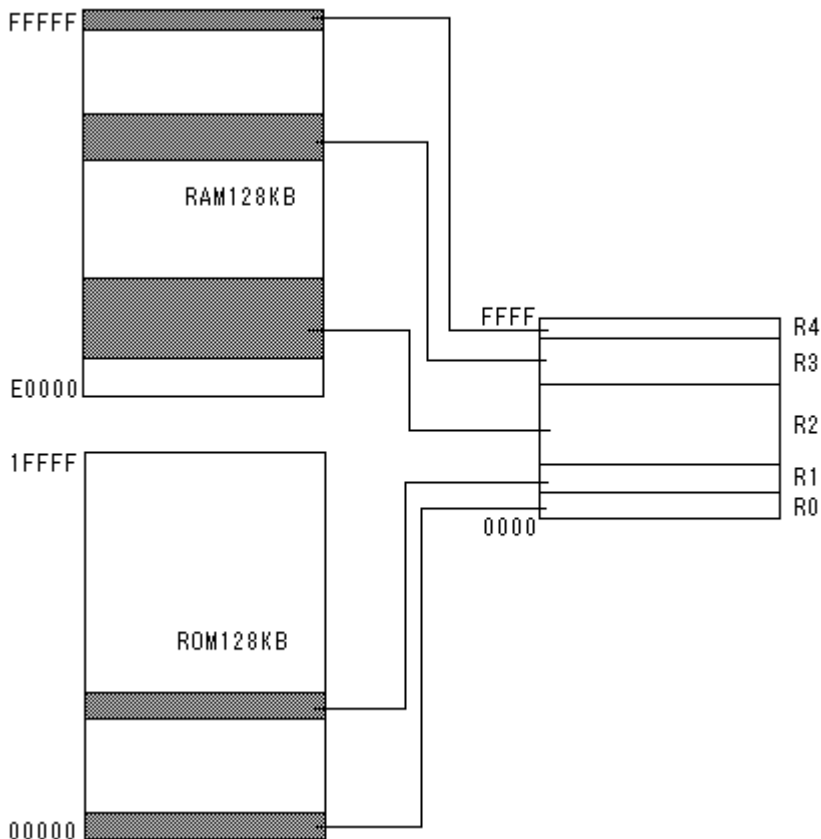 FFFFF
RAM128KB
E0000
FFFF
R4
R3
R2
R1
R0
0000
1FFFF
ROM128KB
00000